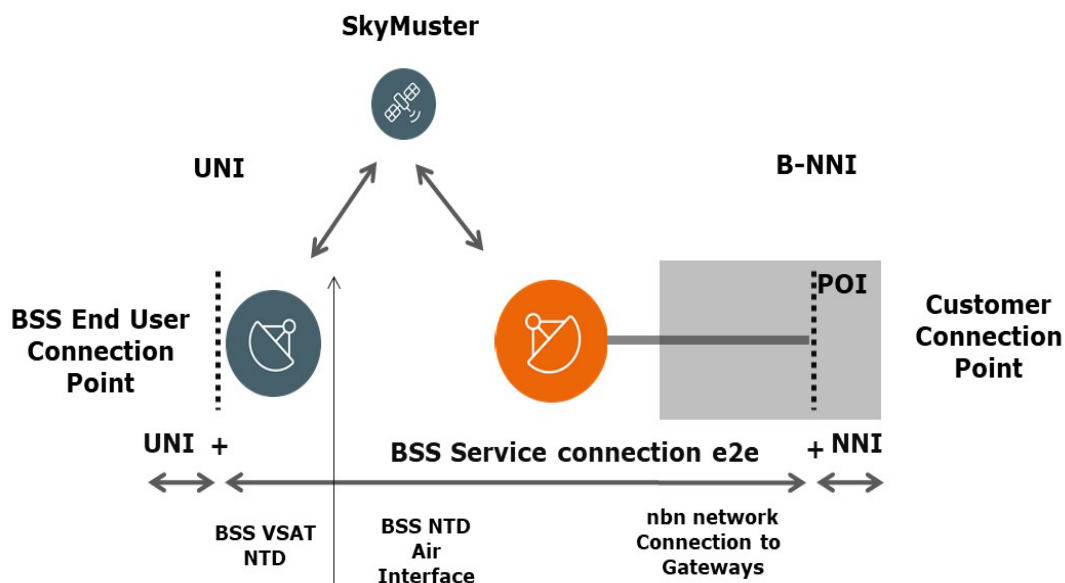 SkyMuster
UNI
B-NNI
POI
BSS End User
Connection
Point
Customer
Connection
Point
UNI +
BSS Service connection e2e
+ NNI
BSS VSAT
NTD
BSS NTD
Air
Interface
nbn network
Connection to
Gateways